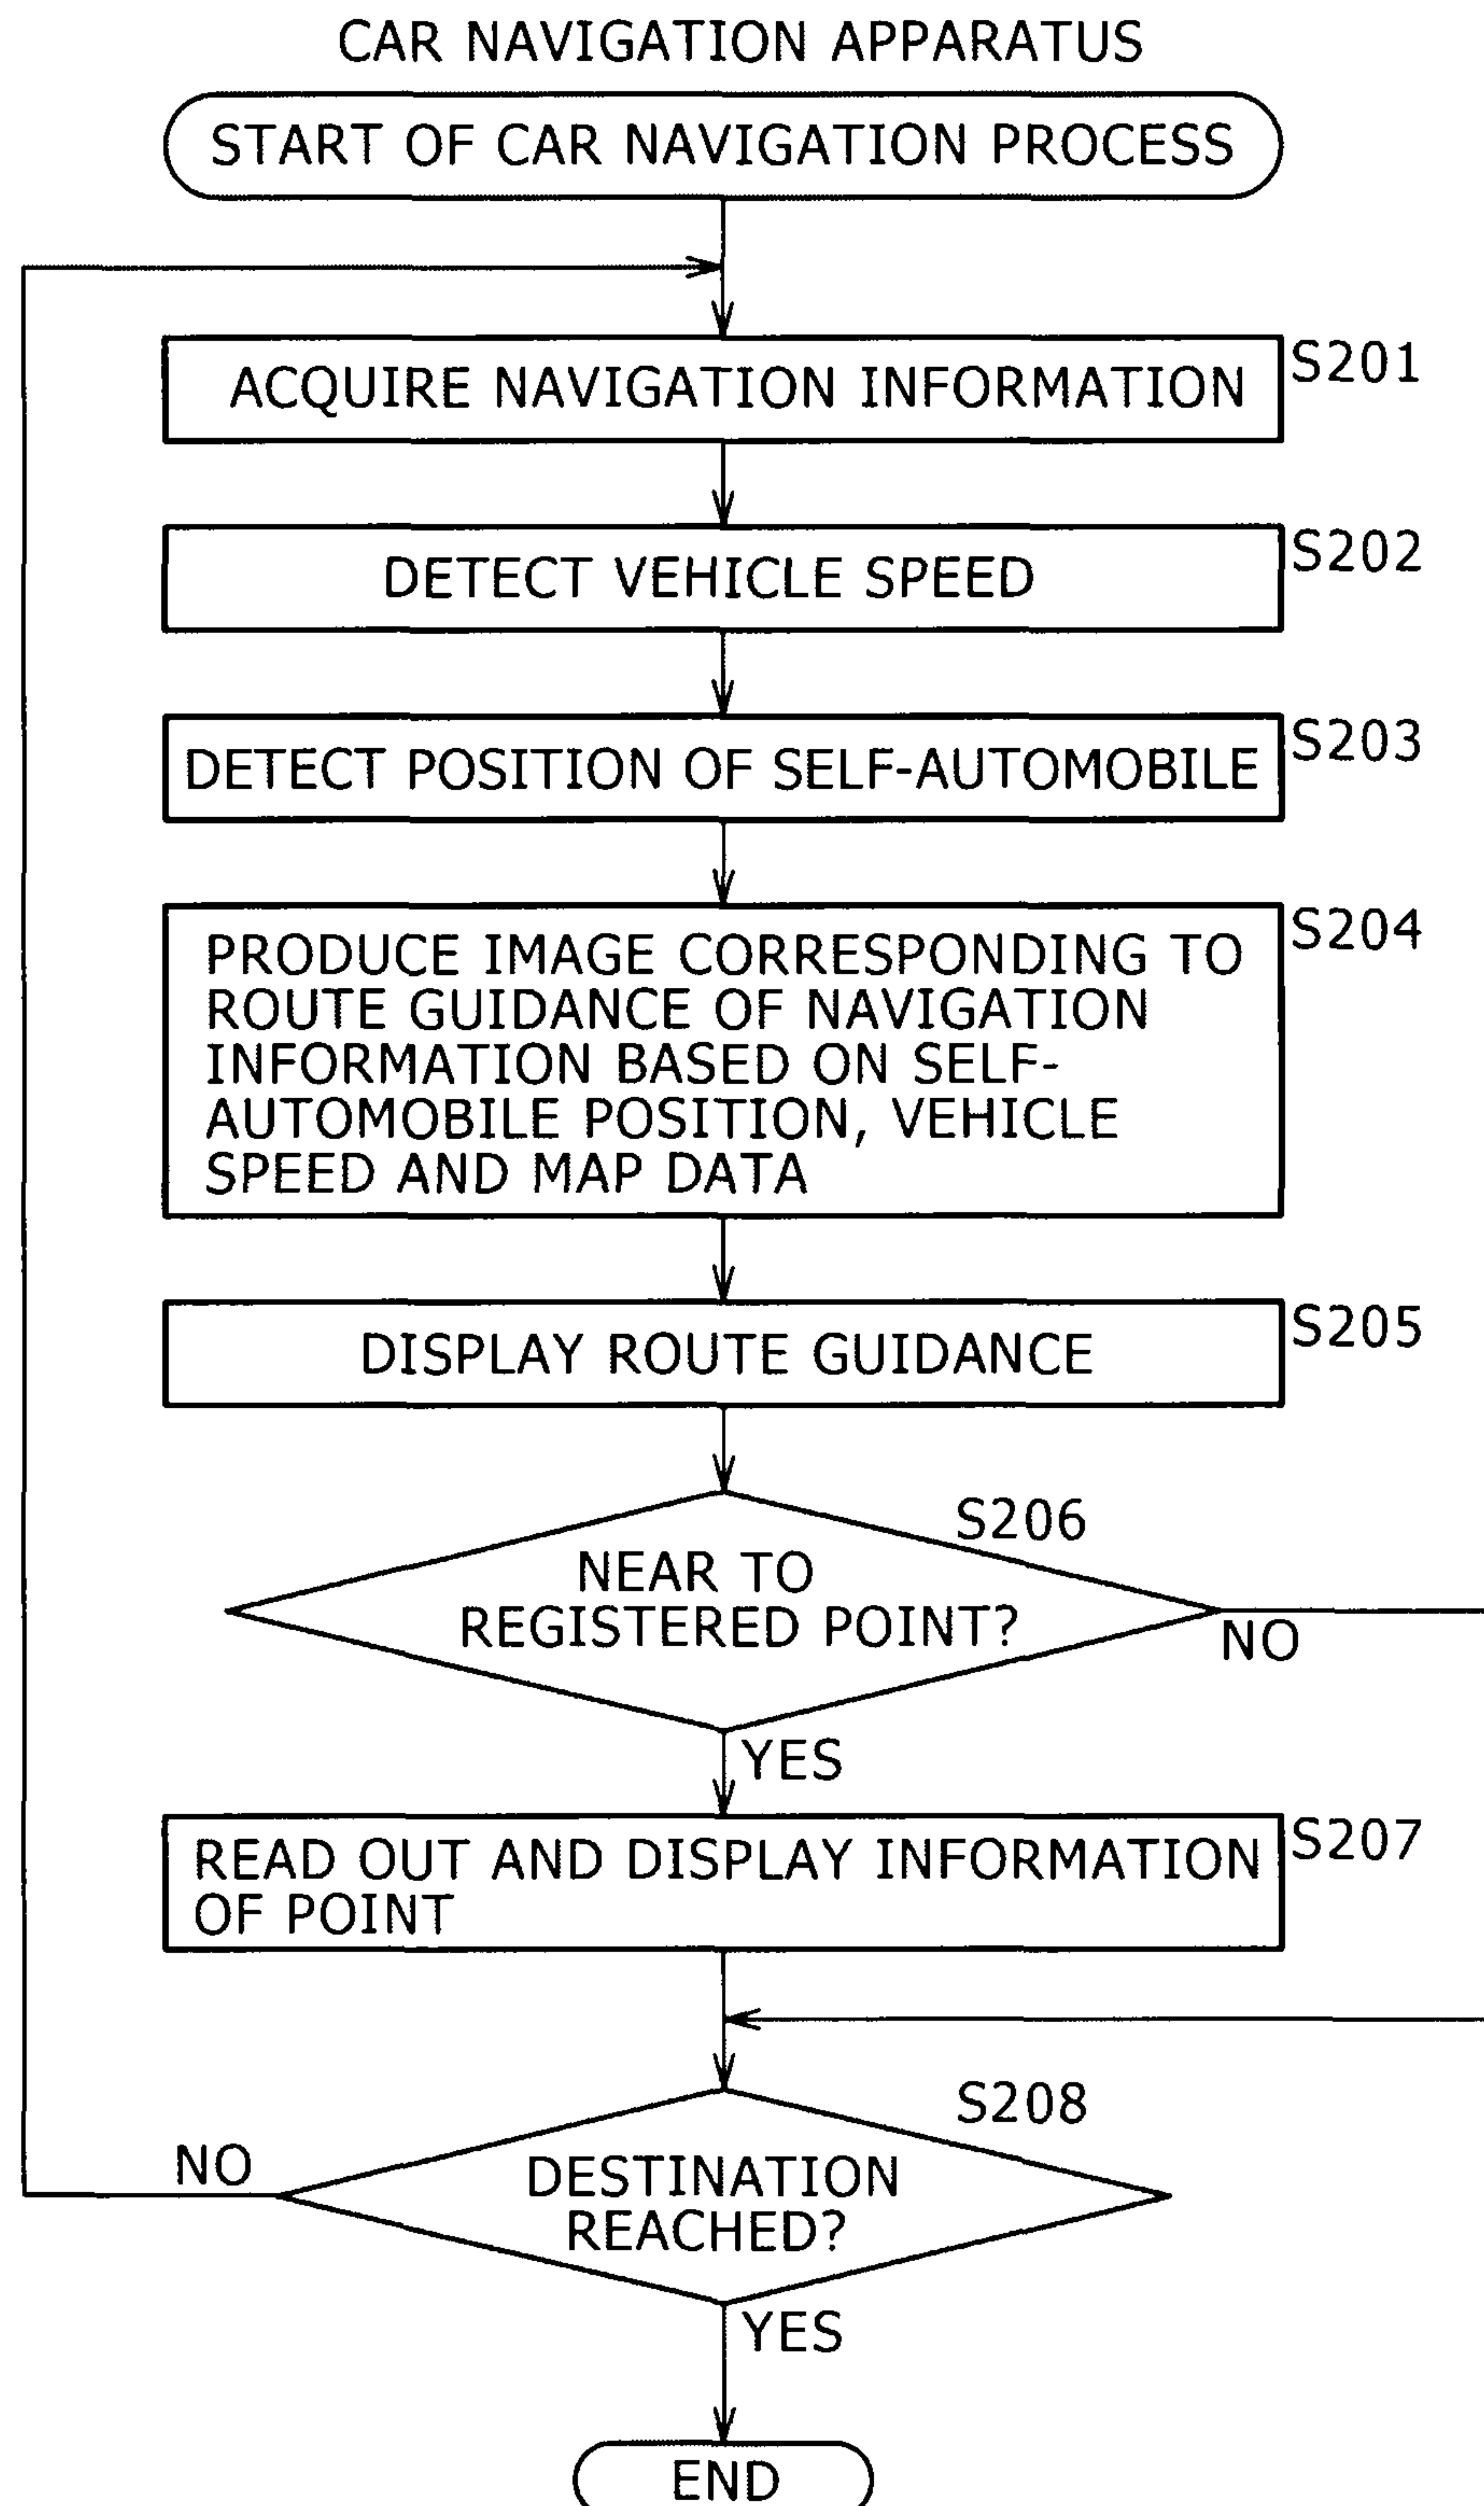 CAR NAVIGATION APPARATUS
START OF CAR NAVIGATION PROCESS
S201
ACQUIRE NAVIGATION INFORMATION
S202
DETECT VEHICLE SPEED
S203
DETECT POSITION OF SELF-AUTOMOBILE
S204
PRODUCE IMAGE CORRESPONDING TO
ROUTE GUIDANCE OF NAVIGATION
INFORMATION BASED ON SELF-
AUTOMOBILE POSITION, VEHICLE
SPEED AND MAP DATA
S205
DISPLAY ROUTE GUIDANCE
S206
NEAR TO
REGISTERED POINT?
NO
YES
S207
READ OUT AND DISPLAY INFORMATION
OF POINT
S208
NO
DESTINATION
REACHED?
YES
END